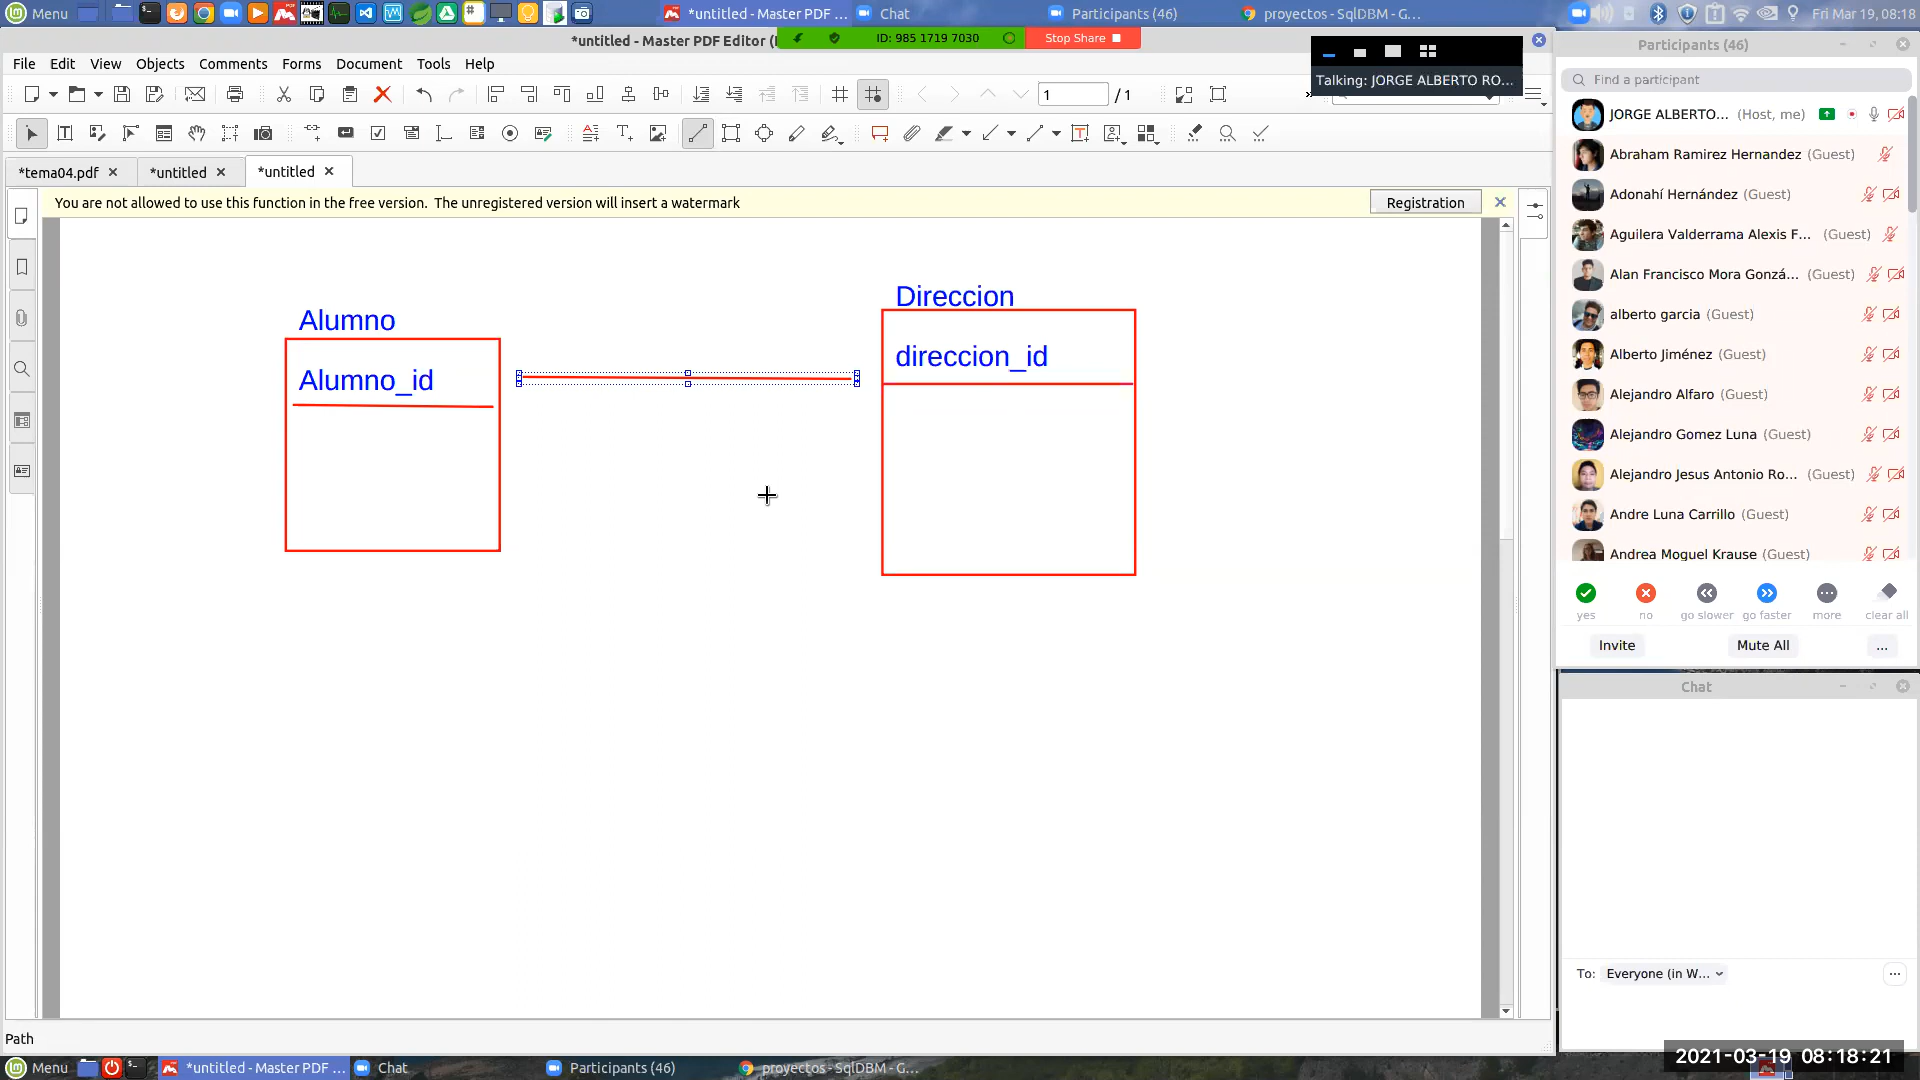 Menu
*untitled - Master PDF ...
Chat
Participants (46)
proyectos - SqlDBM - G...
Fri Mar 19, 08:18
*untitled - Master PDF Editor (
ID: 985 1719 7030
Stop Share
Talking: JORGE ALBERTO RO...
File Edit View Objects Comments Forms Document Tools Help
1 / 1
*tema04.pdf
*untitled
*untitled
You are not allowed to use this function in the free version. The unregistered version will insert a watermark
Registration
Alumno
Alumno_id
Direccion
direccion_id
Path
Participants (46)
Find a participant
JORGE ALBERTO... (Host, me)
Abraham Ramirez Hernandez (Guest)
Adonahí Hernández (Guest)
Aguilera Valderrama Alexis F... (Guest)
Alan Francisco Mora Gonzá... (Guest)
alberto garcia (Guest)
Alberto Jiménez (Guest)
Alejandro Alfaro (Guest)
Alejandro Gomez Luna (Guest)
Alejandro Jesus Antonio Ro... (Guest)
Andre Luna Carrillo (Guest)
Andrea Moguel Krause (Guest)
yes no go slower go faster more clear all
Invite Mute All ...
Chat
To: Everyone (in W...
2021-03-19 08:18:21
Menu
*untitled - Master PDF ...
Chat
Participants (46)
proyectos - SqlDBM - G...